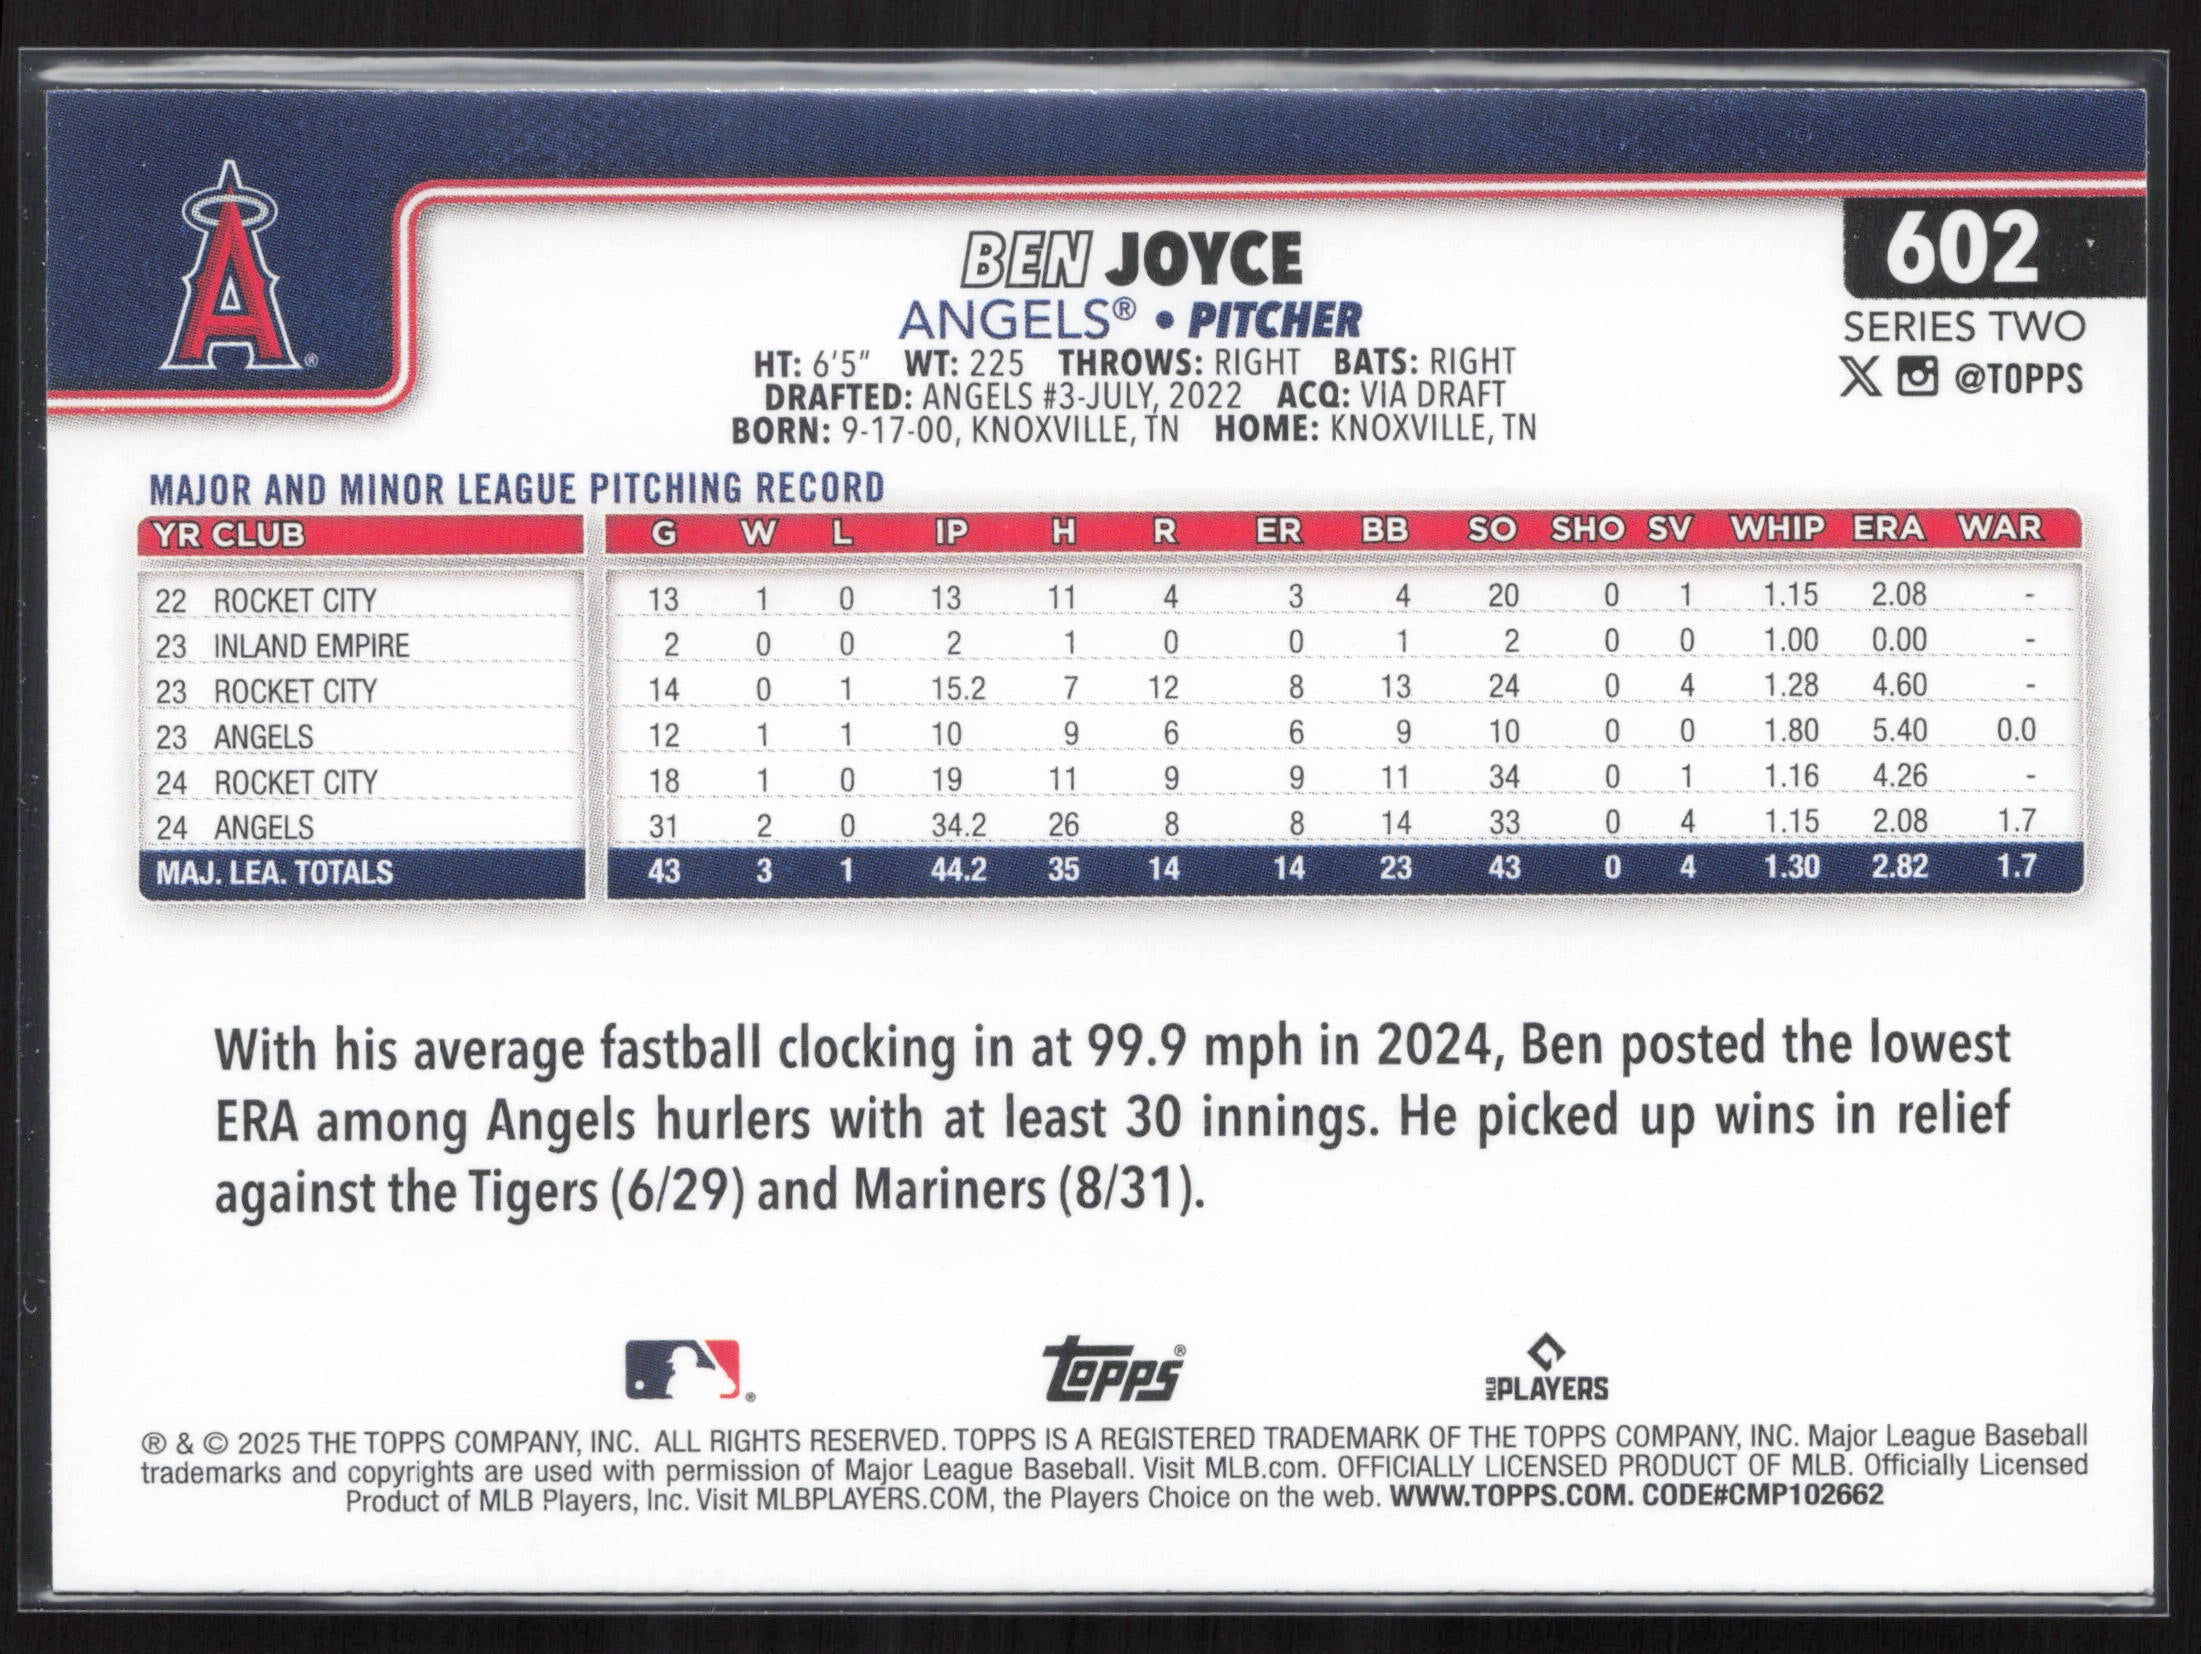 A®
BEN JOYCE
602
ANGELS® • PITCHER
SERIES TWO
HT: 6'5" WT: 225 THROWS: RIGHT BATS: RIGHT
X @TOPPS
DRAFTED: ANGELS #3-JULY, 2022 ACQ: VIA DRAFT
BORN: 9-17-00, KNOXVILLE, TN HOME: KNOXVILLE, TN
MAJOR AND MINOR LEAGUE PITCHING RECORD
YR CLUB G W L IP H R ER BB SO SHO SV WHIP ERA WAR
22 ROCKET CITY 13 1 0 13 11 4 3 4 20 0 1 1.15 2.08 -
23 INLAND EMPIRE 2 0 0 2 1 0 0 1 2 0 0 1.00 0.00 -
23 ROCKET CITY 14 0 1 15.2 7 12 8 13 24 0 4 1.28 4.60 -
23 ANGELS 12 1 1 10 9 6 6 9 10 0 0 1.80 5.40 0.0
24 ROCKET CITY 18 1 0 19 11 9 9 11 34 0 1 1.16 4.26 -
24 ANGELS 31 2 0 34.2 26 8 8 14 33 0 4 1.15 2.08 1.7
MAJ. LEA. TOTALS 43 3 1 44.2 35 14 14 23 43 0 4 1.30 2.82 1.7
With his average fastball clocking in at 99.9 mph in 2024, Ben posted the lowest
ERA among Angels hurlers with at least 30 innings. He picked up wins in relief
against the Tigers (6/29) and Mariners (8/31).
® Topps® MLB PLAYERS
® & © 2025 THE TOPPS COMPANY, INC. ALL RIGHTS RESERVED. TOPPS IS A REGISTERED TRADEMARK OF THE TOPPS COMPANY, INC. Major League Baseball
trademarks and copyrights are used with permission of Major League Baseball. Visit MLB.com. OFFICIALLY LICENSED PRODUCT OF MLB. Officially Licensed
Product of MLB Players, Inc. Visit MLBPLAYERS.COM, the Players Choice on the web. WWW.TOPPS.COM. CODE#CMP102662